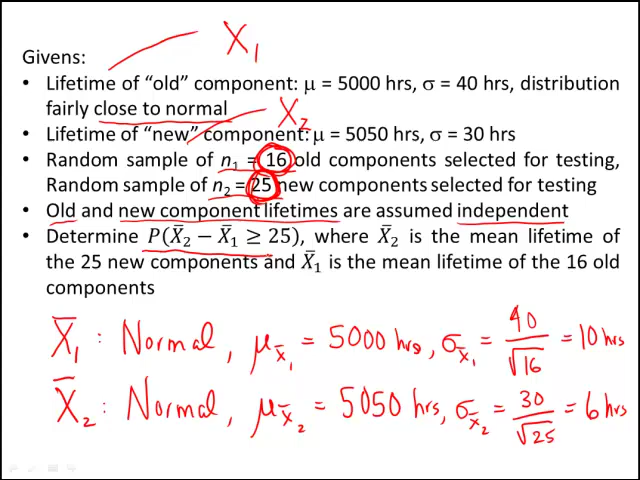 X₁
Givens:
• Lifetime of “old” component: μ = 5000 hrs, σ = 40 hrs, distribution
fairly close to normal
X₂
• Lifetime of “new” component: μ = 5050 hrs, σ = 30 hrs
• Random sample of n₁ = 16 old components selected for testing,
Random sample of n₂ = 25 new components selected for testing
• Old and new component lifetimes are assumed independent
• Determine P(X̄₂ − X̄₁ ≥ 25), where X̄₂ is the mean lifetime of
the 25 new components and X̄₁ is the mean lifetime of the 16 old
components
X̄₁ : Normal, μ_X̄₁ = 5000 hrs, σ_X̄₁ = 40/√16 = 10 hrs
X̄₂ : Normal, μ_X̄₂ = 5050 hrs, σ_X̄₂ = 30/√25 = 6 hrs